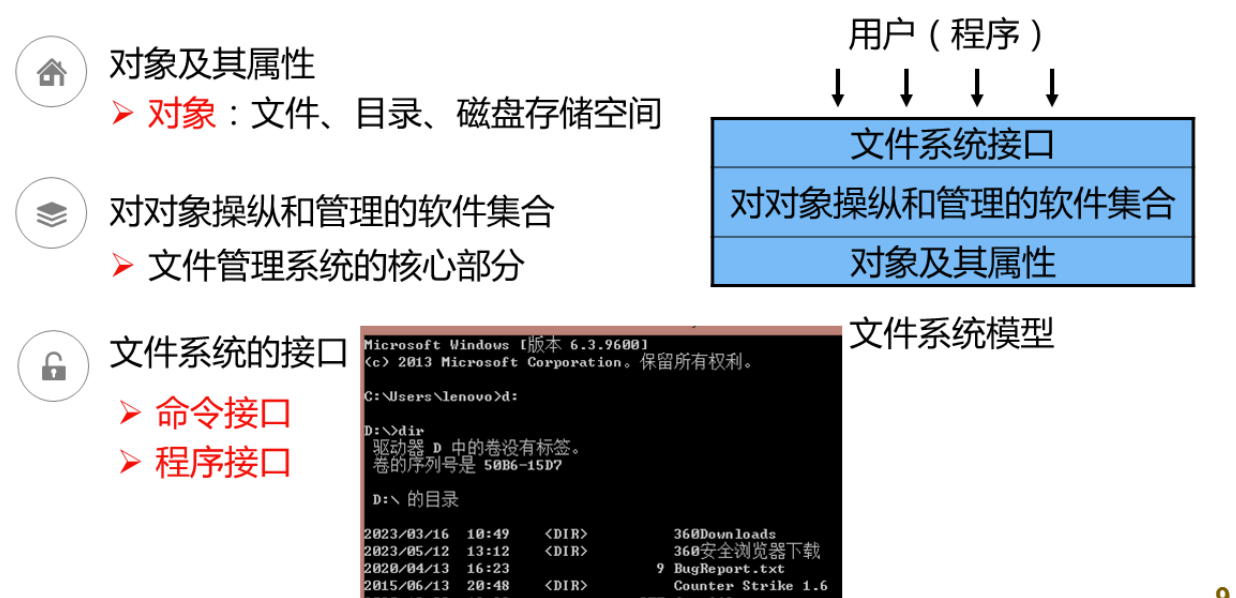 对象及其属性
➢ 对象：文件、目录、磁盘存储空间
对对象操纵和管理的软件集合
➢ 文件管理系统的核心部分
文件系统的接口
➢ 命令接口
➢ 程序接口
Microsoft Windows [版本 6.3.9600]
(c) 2013 Microsoft Corporation。保留所有权利。
C:\Users\lenovo>d:
D:\>dir
驱动器 D 中的卷没有标签。
卷的序列号是 50B6-15D7
D:\ 的目录
2023/03/16 10:49 <DIR> 360Downloads
2023/05/12 13:12 <DIR> 360安全浏览器下载
2020/04/13 16:23 9 BugReport.txt
2015/06/13 20:48 <DIR> Counter Strike 1.6
用户（程序）
文件系统接口
对对象操纵和管理的软件集合
对象及其属性
文件系统模型
9